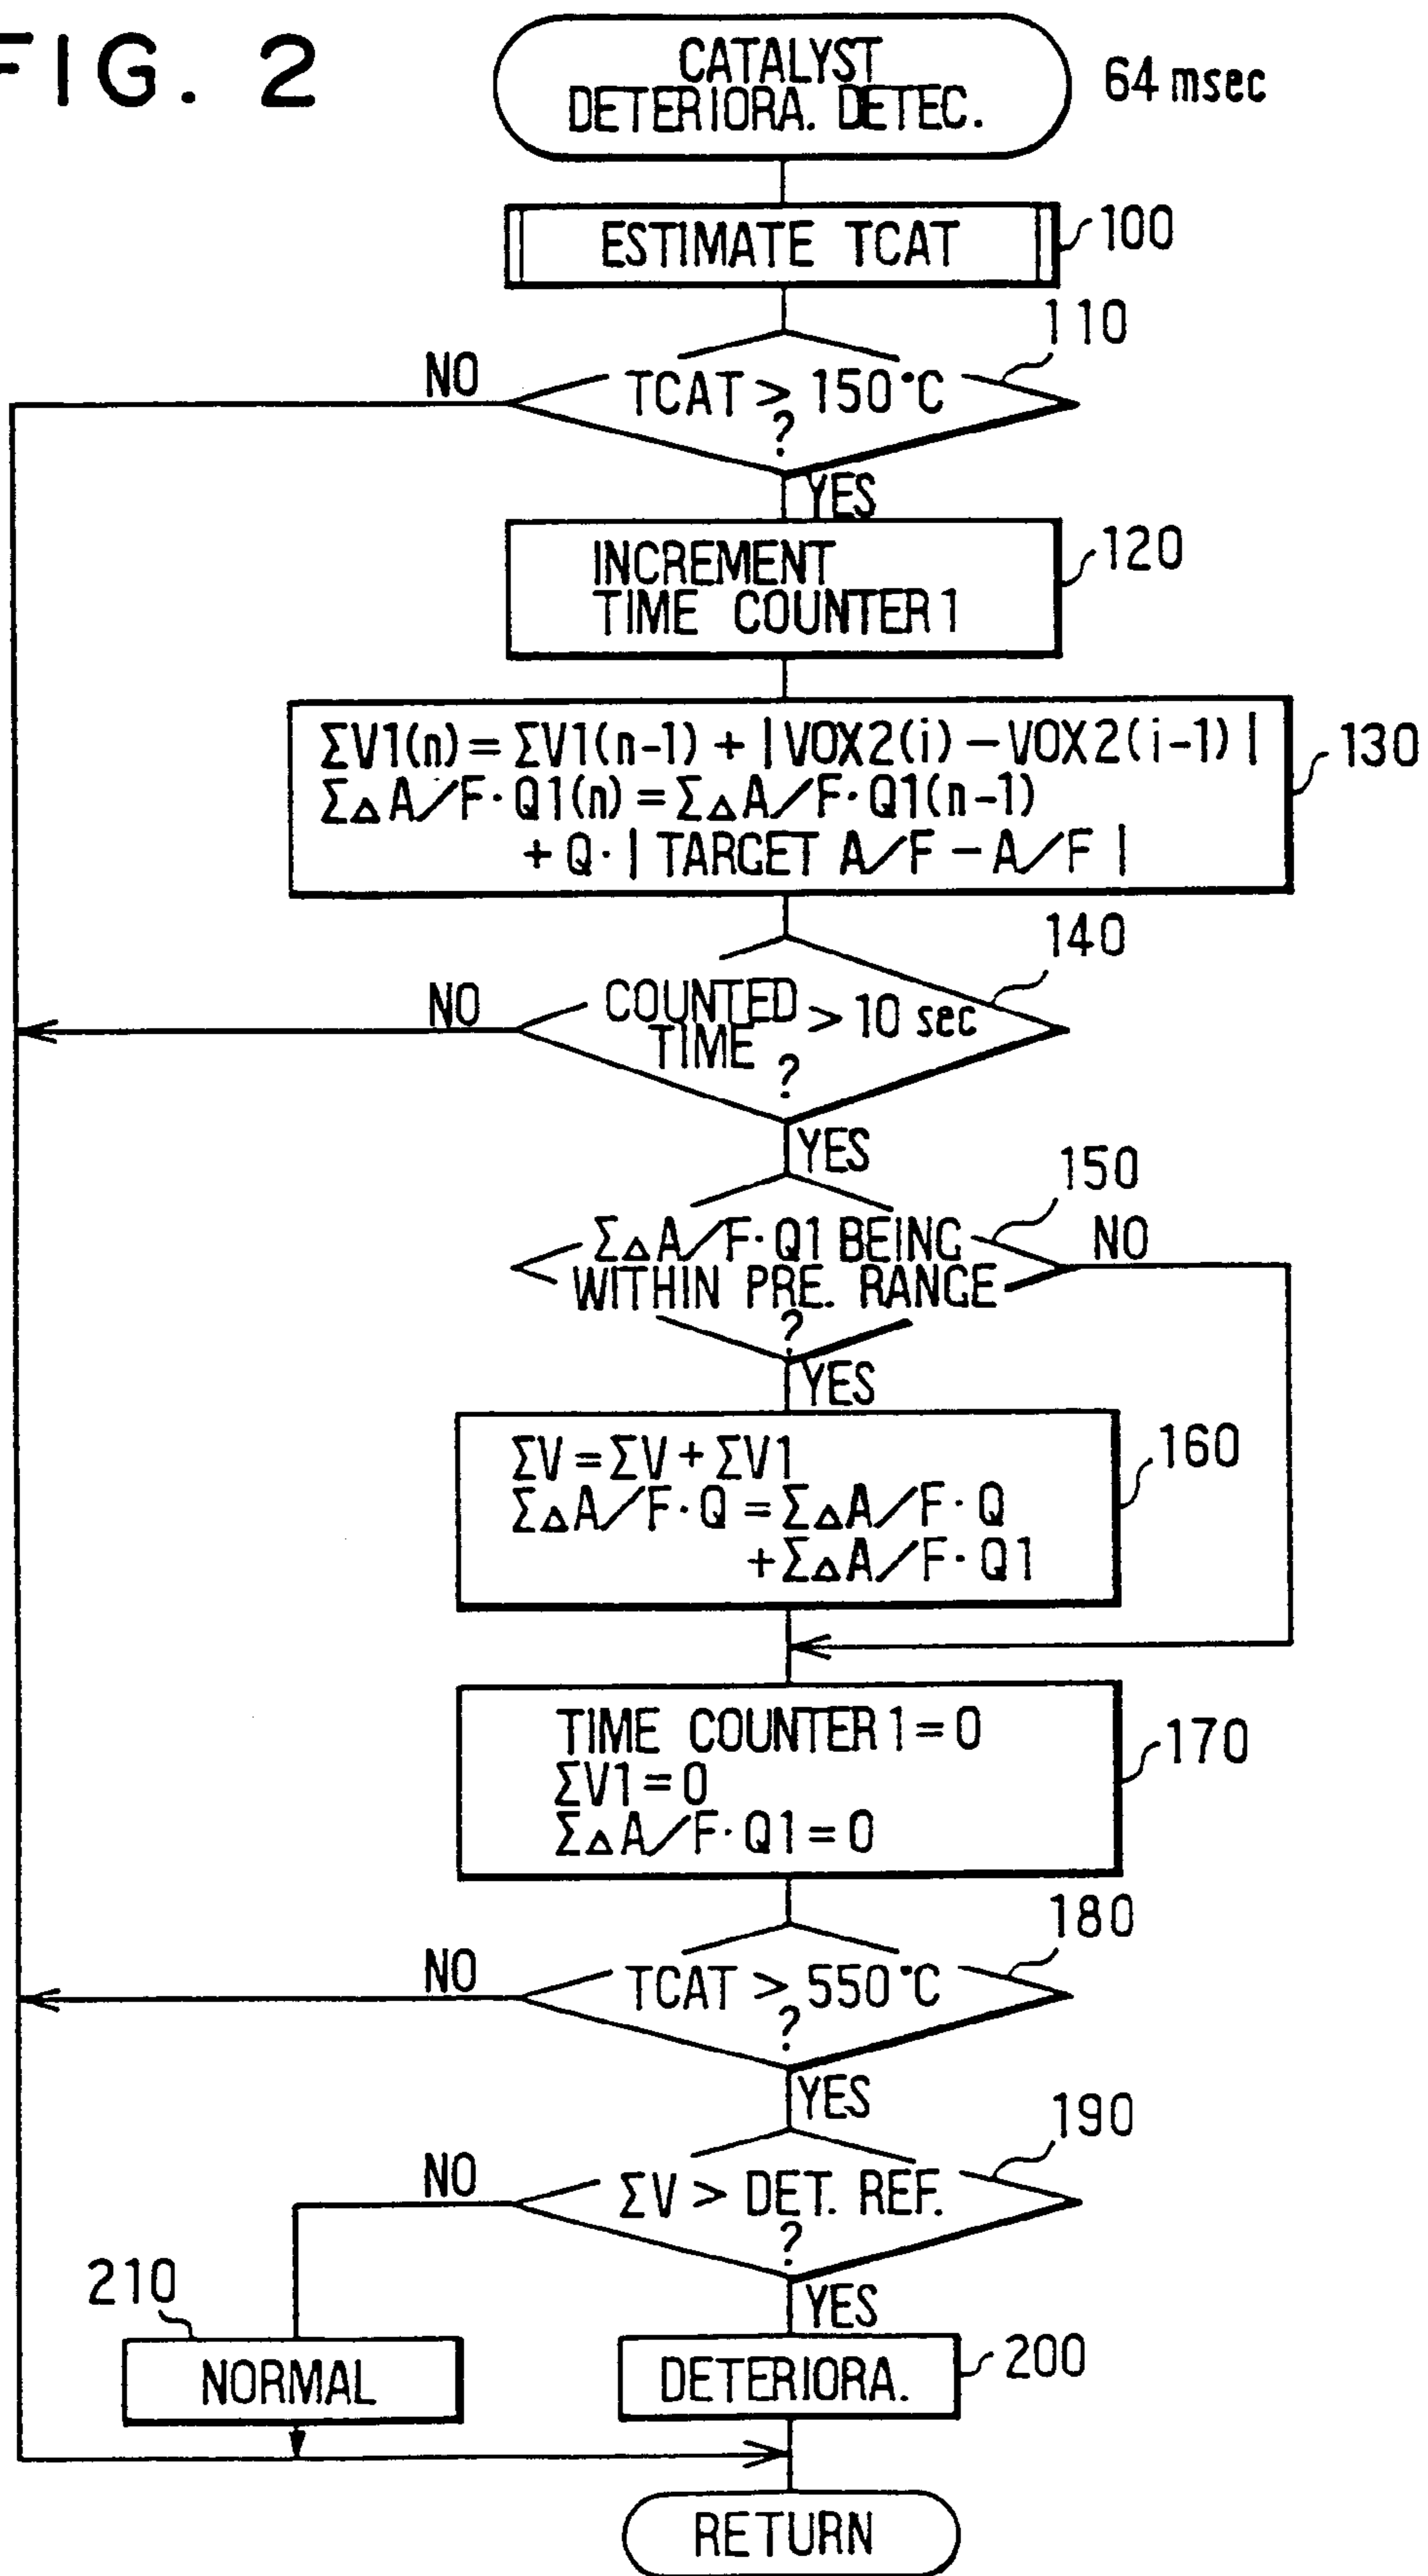 FIG. 2
CATALYST
DETERIORA. DETEC.
64 msec
ESTIMATE TCAT
100
110
NO
TCAT > 150°C
?
YES
INCREMENT
TIME COUNTER 1
120
ΣV1(n) = ΣV1(n-1) + | VOX2(i) - VOX2(i-1) |
Σ△A/F·Q1(n) = Σ△A/F·Q1(n-1)
+ Q·| TARGET A/F - A/F |
130
140
NO
COUNTED
TIME > 10 sec
?
YES
150
Σ△A/F·Q1 BEING
WITHIN PRE. RANGE
?
NO
YES
ΣV = ΣV + ΣV1
Σ△A/F·Q = Σ△A/F·Q
+ Σ△A/F·Q1
160
TIME COUNTER 1 = 0
ΣV1 = 0
Σ△A/F·Q1 = 0
170
180
NO
TCAT > 550°C
?
YES
190
NO
ΣV > DET. REF.
?
YES
210
NORMAL
DETERIORA.
200
RETURN